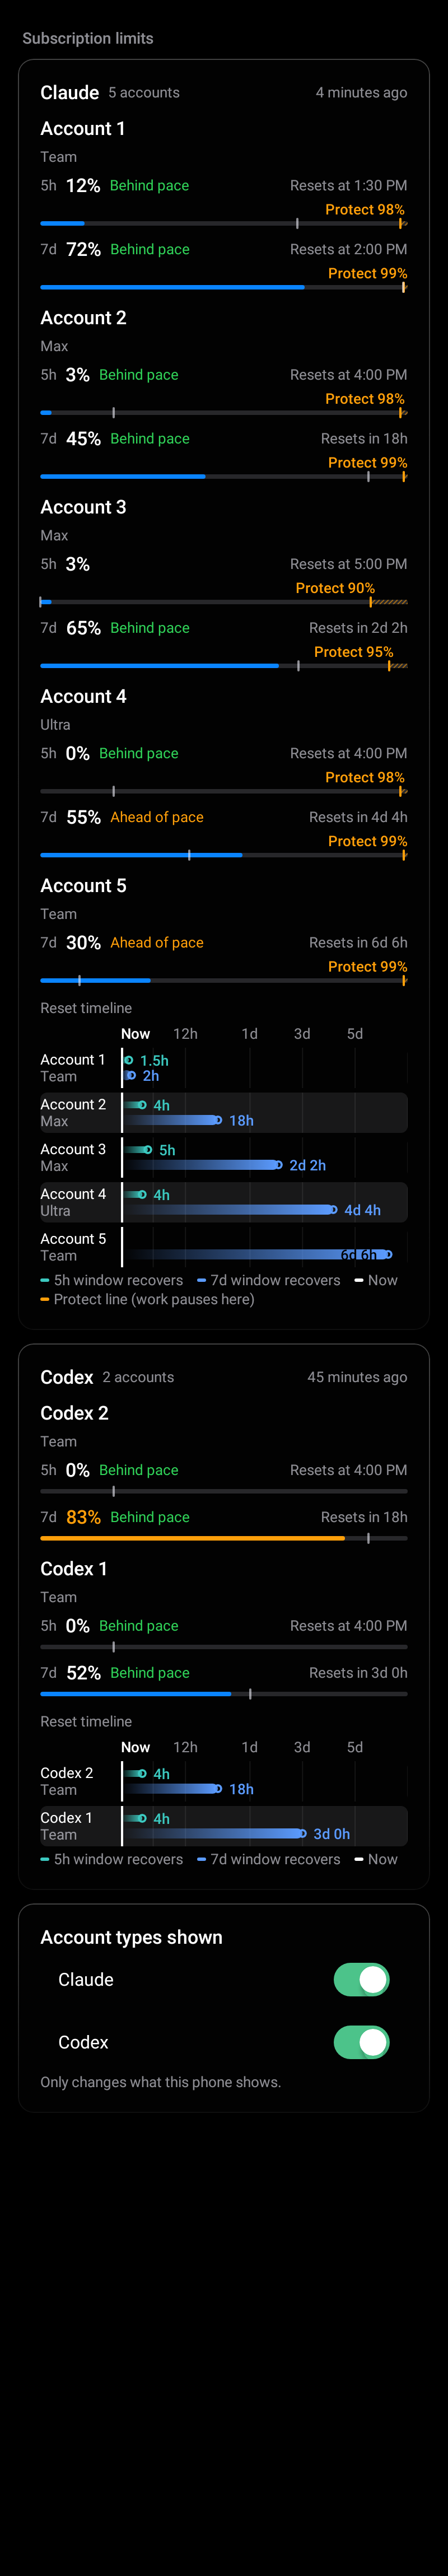 Subscription limits
Claude 5 accounts 4 minutes ago
Account 1
Team
5h 12% Behind pace Resets at 1:30 PM
Protect 98%
7d 72% Behind pace Resets at 2:00 PM
Protect 99%
Account 2
Max
5h 3% Behind pace Resets at 4:00 PM
Protect 98%
7d 45% Behind pace Resets in 18h
Protect 99%
Account 3
Max
5h 3% Resets at 5:00 PM
Protect 90%
7d 65% Behind pace Resets in 2d 2h
Protect 95%
Account 4
Ultra
5h 0% Behind pace Resets at 4:00 PM
Protect 98%
7d 55% Ahead of pace Resets in 4d 4h
Protect 99%
Account 5
Team
7d 30% Ahead of pace Resets in 6d 6h
Protect 99%
Reset timeline
Now 12h 1d 3d 5d
Account 1 1.5h
Team 2h
Account 2 4h
Max 18h
Account 3 5h
Max 2d 2h
Account 4 4h
Ultra 4d 4h
Account 5
Team 6d 6h
5h window recovers 7d window recovers Now
Protect line (work pauses here)
Codex 2 accounts 45 minutes ago
Codex 2
Team
5h 0% Behind pace Resets at 4:00 PM
7d 83% Behind pace Resets in 18h
Codex 1
Team
5h 0% Behind pace Resets at 4:00 PM
7d 52% Behind pace Resets in 3d 0h
Reset timeline
Now 12h 1d 3d 5d
Codex 2 4h
Team 18h
Codex 1 4h
Team 3d 0h
5h window recovers 7d window recovers Now
Account types shown
Claude
Codex
Only changes what this phone shows.